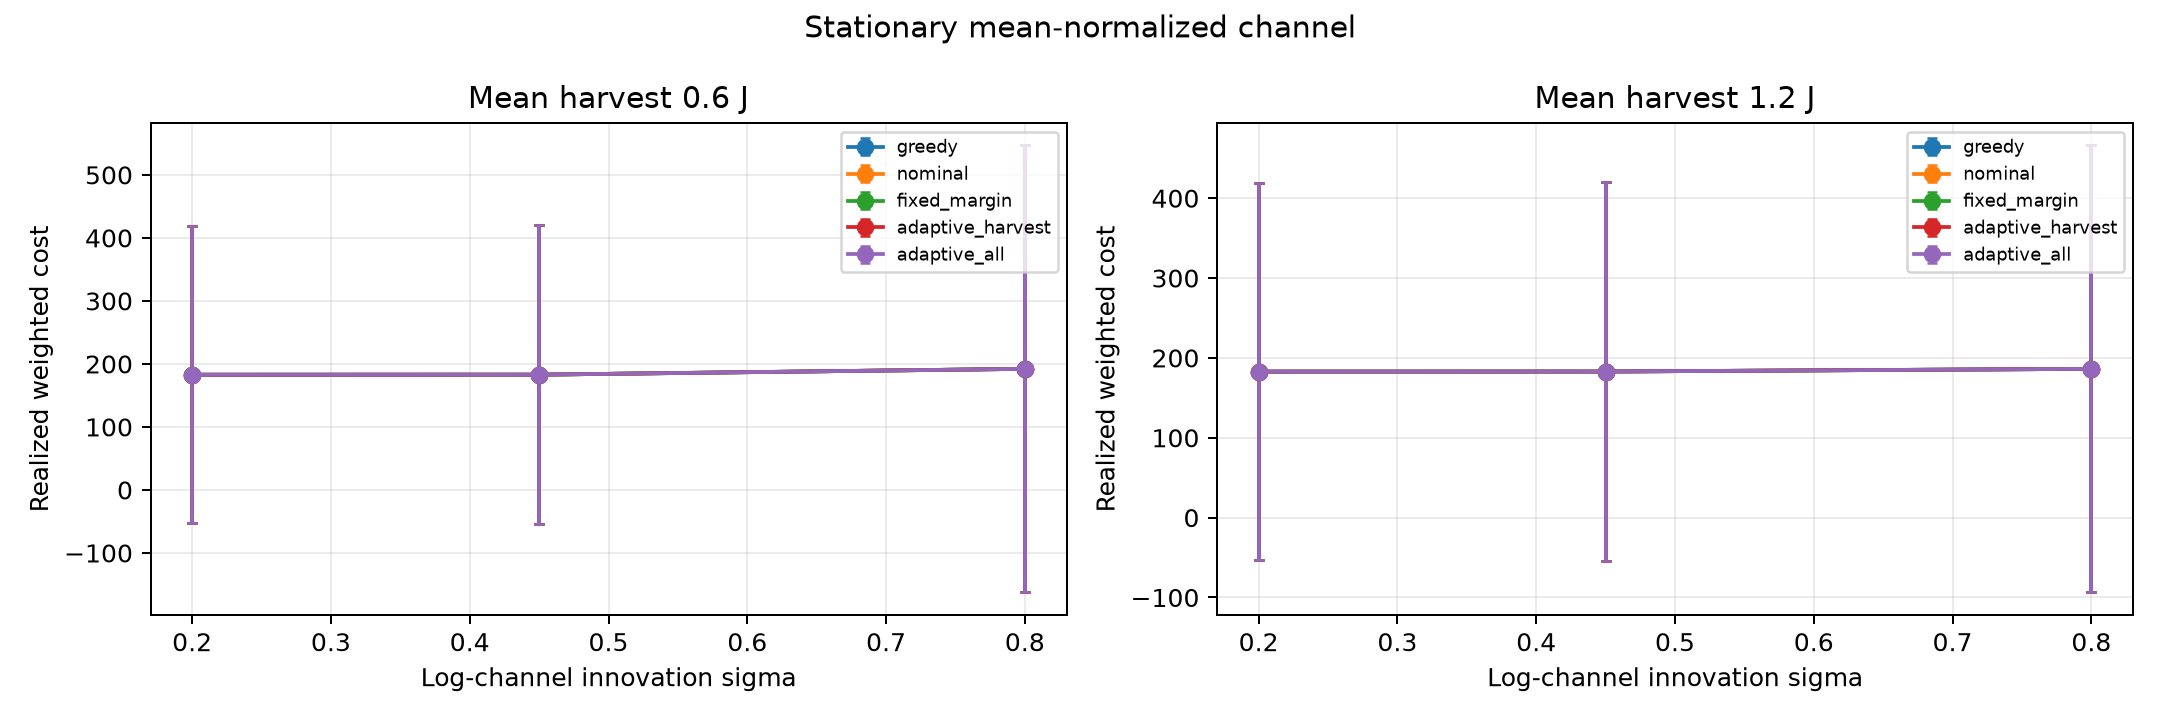 Stationary mean-normalized channel
Mean harvest 0.6 J
Realized weighted cost
500
400
300
200
100
0
−100
greedy
nominal
fixed_margin
adaptive_harvest
adaptive_all
0.2 0.3 0.4 0.5 0.6 0.7 0.8
Log-channel innovation sigma
Mean harvest 1.2 J
Realized weighted cost
400
300
200
100
0
−100
greedy
nominal
fixed_margin
adaptive_harvest
adaptive_all
0.2 0.3 0.4 0.5 0.6 0.7 0.8
Log-channel innovation sigma